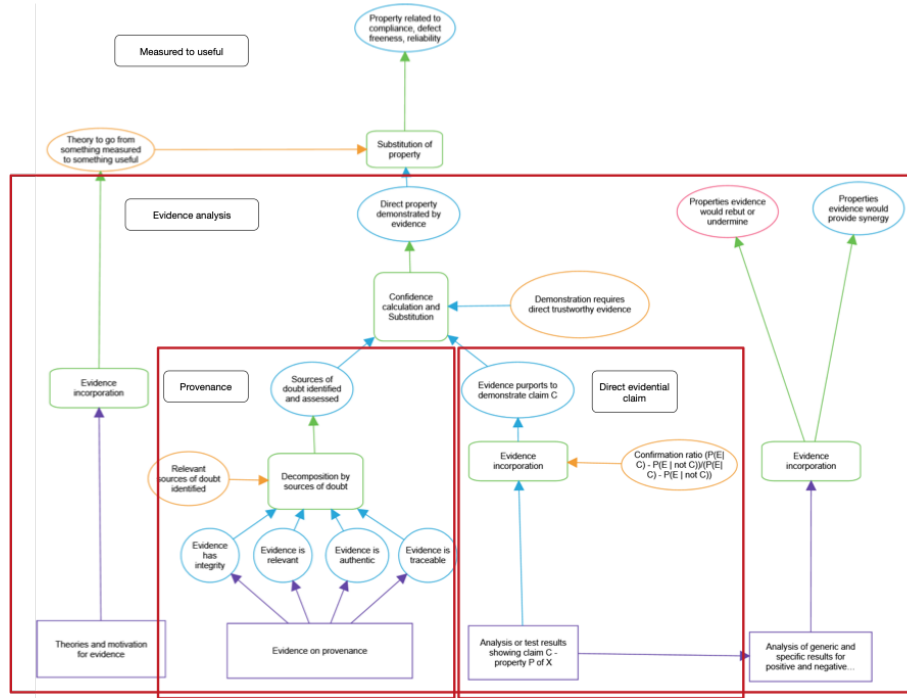 Property related to
compliance, defect
freeness, reliability
Measured to useful
Theory to go from
something measured
to something useful
Substitution of
property
Evidence analysis
Direct property
demonstrated by
evidence
Properties evidence
would rebut or
undermine
Properties evidence
would provide synergy
Confidence
calculation and
Substitution
Demonstration requires
direct trustworthy evidence
Evidence
incorporation
Provenance
Sources of
doubt identified
and assessed
Evidence purports to
demonstrate claim C
Direct evidential
claim
Relevant
sources of doubt
identified
Decomposition by
sources of doubt
Evidence
incorporation
Confirmation ratio (P(E|
C) - P(E | not C))/(P(E|
C) - P(E | not C))
Evidence
incorporation
Evidence
has
integrity
Evidence is
relevant
Evidence is
authentic
Evidence is
traceable
Theories and motivation
for evidence
Evidence on provenance
Analysis or test results
showing claim C -
property P of X
Analysis of generic and
specific results for
positive and negative...